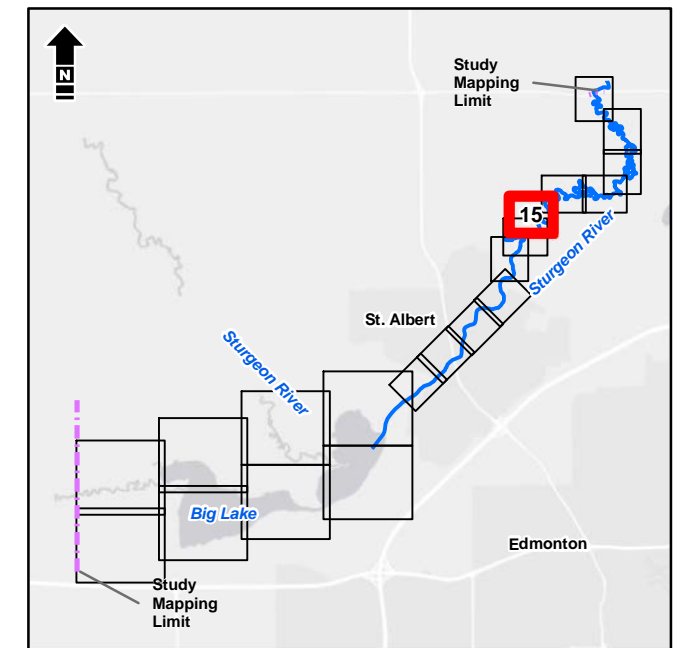 N
Study
Mapping
Limit
15
Sturgeon River
St. Albert
Sturgeon River
Big Lake
Edmonton
Study
Mapping
Limit